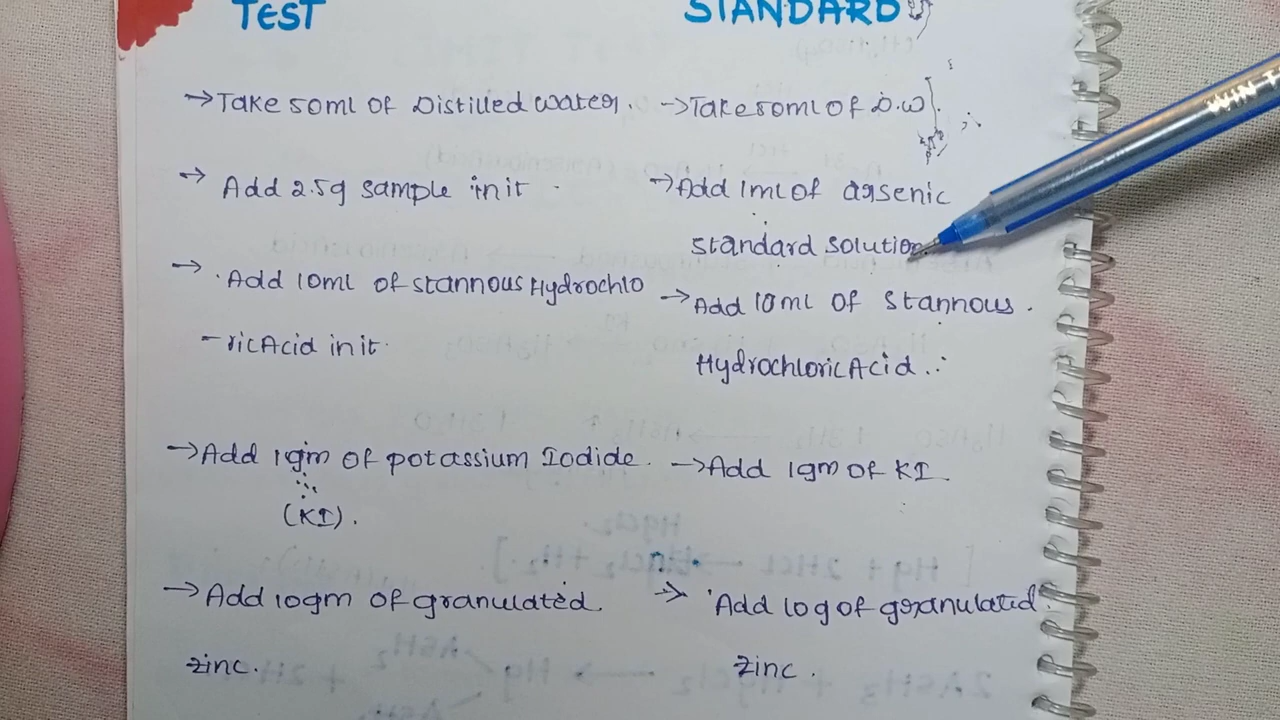 TEST
STANDARD
→Take 50ml of Distilled water.
→Take 50ml of D.W
→ Add 2.5g sample in it
→Add 1ml of arsenic
standard solution
→ Add 10ml of stannous Hydrochlo
-ric Acid in it
→Add 10ml of stannous.
Hydrochloric Acid.
→Add 1gm of potassium Iodide.
(KI).
→Add 1gm of KI.
→Add 10gm of granulated
zinc.
→ Add 10g of granulated
zinc.
WIN